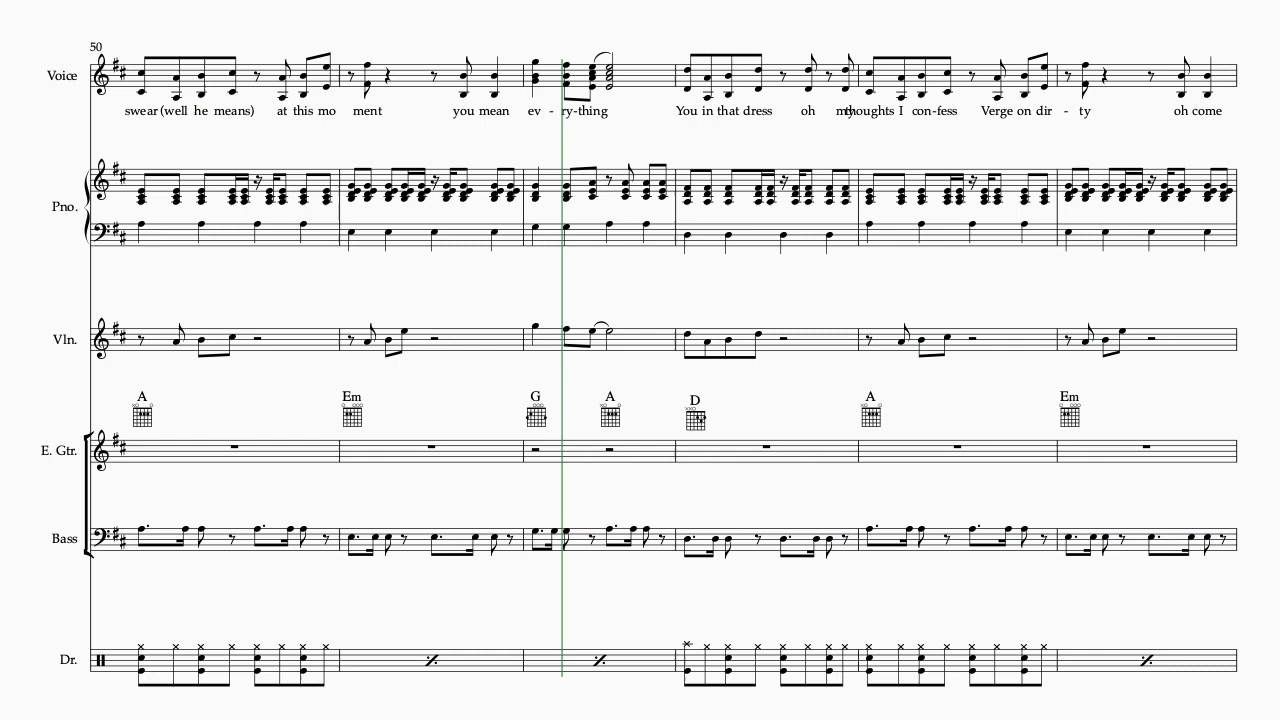 50
Voice
swear (well he means) at this mo ment you mean ev - ry-thing You in that dress oh my thoughts I con-fess Verge on dir - ty oh come
Pno.
Vln.
A Em G A D A Em
E. Gtr.
Bass
Dr.